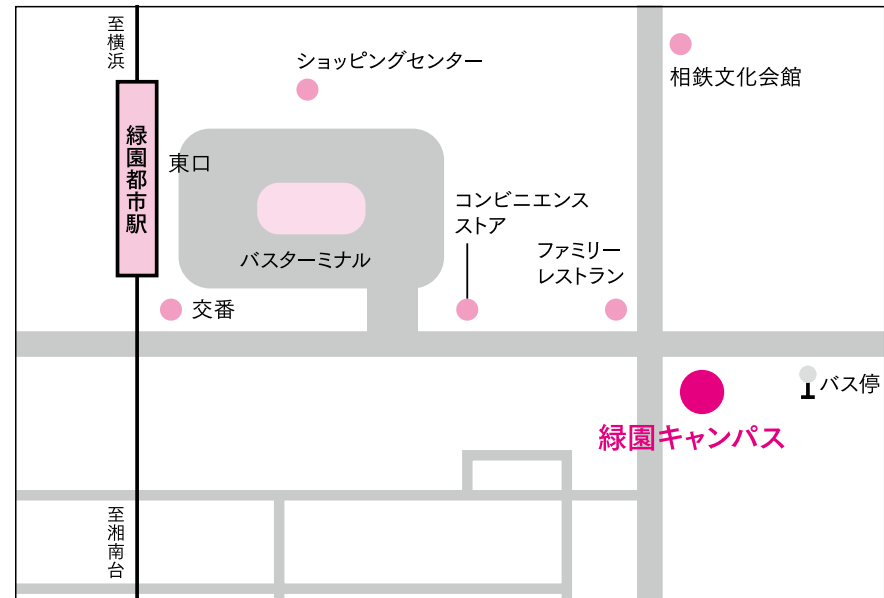 至横浜
ショッピングセンター
相鉄文化会館
緑園都市駅
東口
コンビニエンス
ストア
バスターミナル
ファミリー
レストラン
交番
バス停
緑園キャンパス
至湘南台